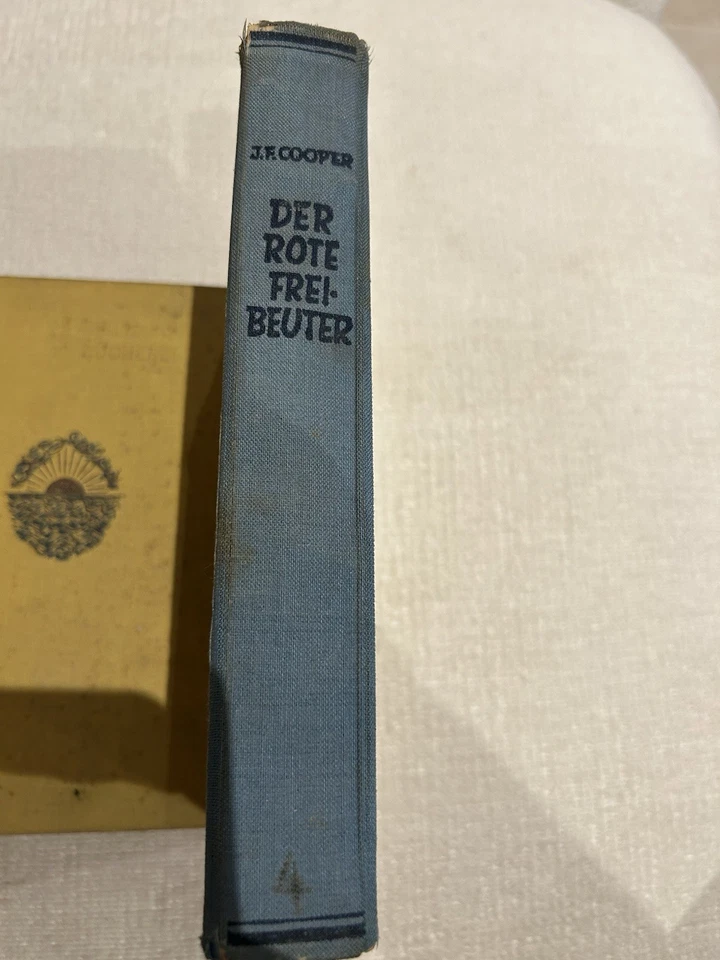 J.F. COOPER
DER
ROTE
FREI-
BEUTER